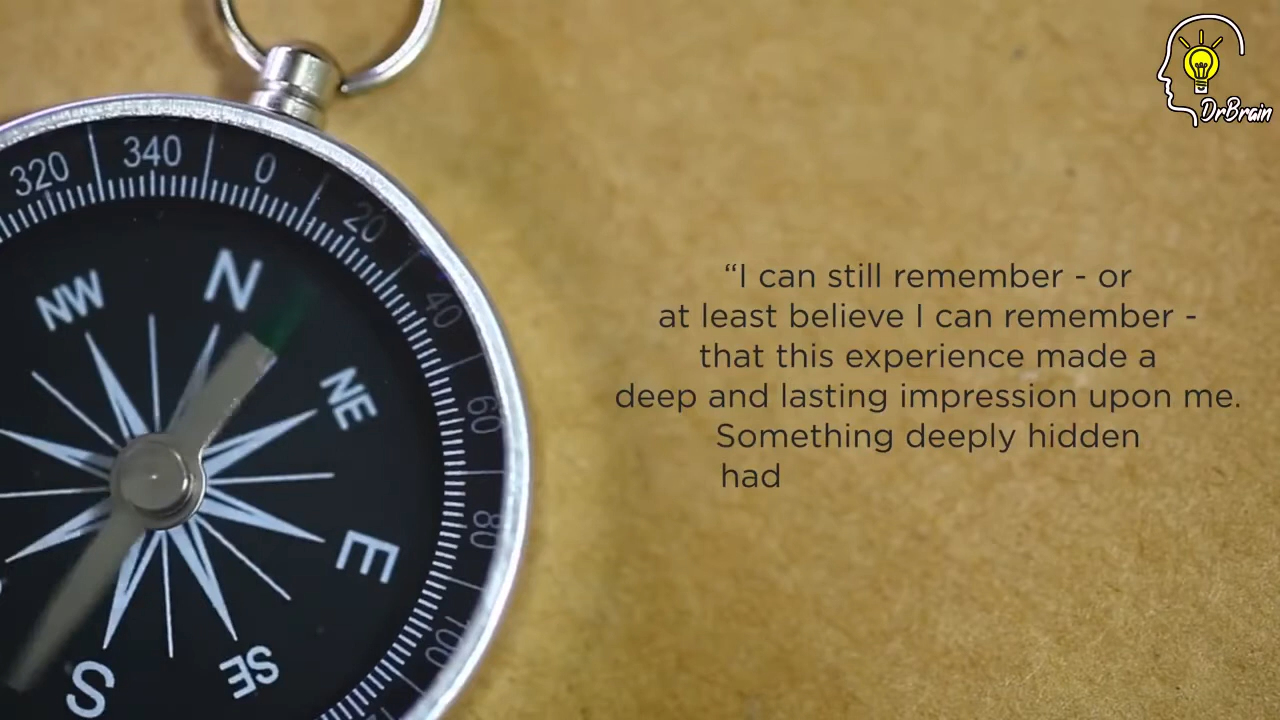 DrBrain
320 340 0 20 40 60 80 100
NW N NE
E
S SE
“I can still remember - or
at least believe I can remember -
that this experience made a
deep and lasting impression upon me.
Something deeply hidden
had